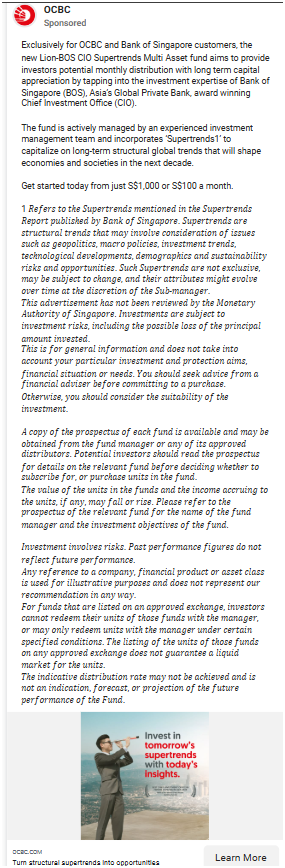 OCBC
Sponsored
Exclusively for OCBC and Bank of Singapore customers, the
new Lion-BOS CIO Supertrends Multi Asset fund aims to provide
investors potential monthly distribution with long term capital
appreciation by tapping into the investment expertise of Bank of
Singapore (BOS), Asia's Global Private Bank, award winning
Chief Investment Office (CIO).
The fund is actively managed by an experienced investment
management team and incorporates 'Supertrends1' to
capitalize on long-term structural global trends that will shape
economies and societies in the next decade.
Get started today from just S$1,000 or S$100 a month.
1 Refers to the Supertrends mentioned in the Supertrends
Report published by Bank of Singapore. Supertrends are
structural trends that may involve consideration of issues
such as geopolitics, macro policies, investment trends,
technological developments, demographics and sustainability
risks and opportunities. Such Supertrends are not exclusive,
may be subject to change, and their attributes might evolve
over time at the discretion of the Sub-manager.
This advertisement has not been reviewed by the Monetary
Authority of Singapore. Investments are subject to
investment risks, including the possible loss of the principal
amount invested.
This is for general information and does not take into
account your particular investment and protection aims,
financial situation or needs. You should seek advice from a
financial adviser before committing to a purchase.
Otherwise, you should consider the suitability of the
investment.
A copy of the prospectus of each fund is available and may be
obtained from the fund manager or any of its approved
distributors. Potential investors should read the prospectus
for details on the relevant fund before deciding whether to
subscribe for, or purchase units in the fund.
The value of the units in the funds and the income accruing to
the units, if any, may fall or rise. Please refer to the
prospectus of the relevant fund for the name of the fund
manager and the investment objectives of the fund.
Investment involves risks. Past performance figures do not
reflect future performance.
Any reference to a company, financial product or asset class
is used for illustrative purposes and does not represent our
recommendation in any way.
For funds that are listed on an approved exchange, investors
cannot redeem their units of those funds with the manager,
or may only redeem units with the manager under certain
specified conditions. The listing of the units of those funds
on any approved exchange does not guarantee a liquid
market for the units.
The indicative distribution rate may not be achieved and is
not an indication, forecast, or projection of the future
performance of the Fund.
Invest in
tomorrow's
supertrends
with today's
insights.
OCBC.COM
Turn structural supertrends into opportunities
Learn More